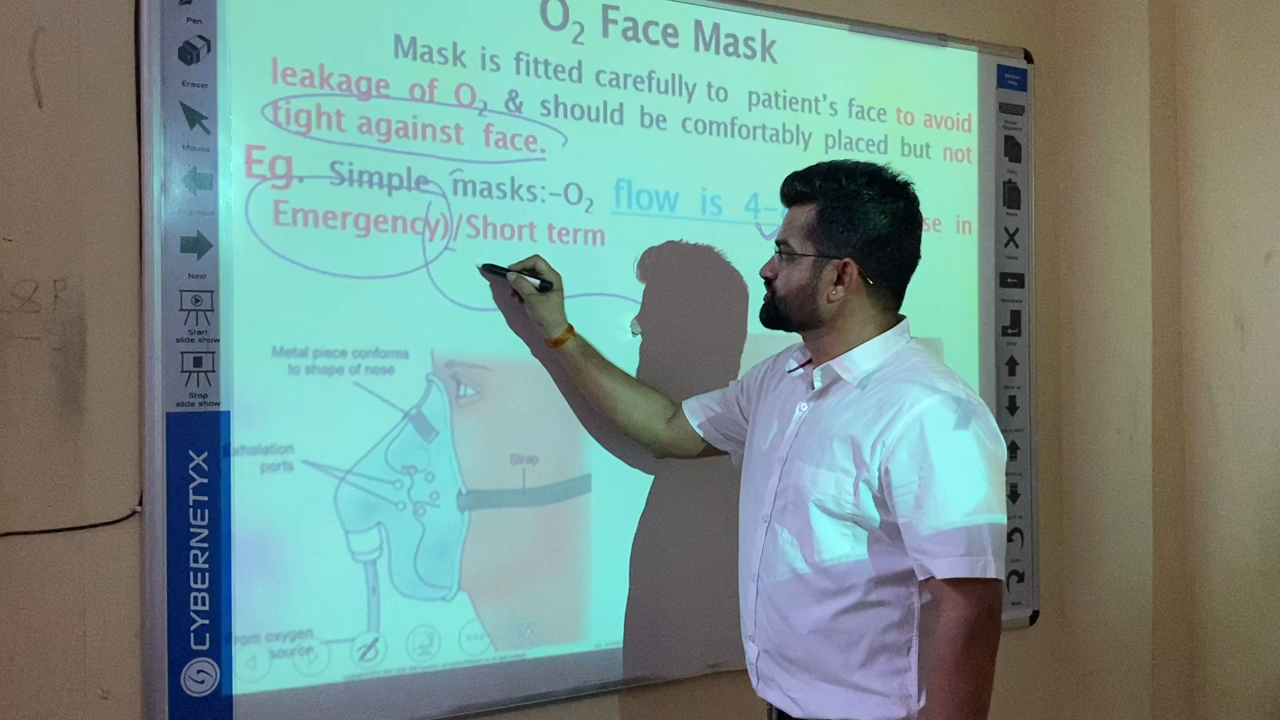 O₂ Face Mask
Mask is fitted carefully to patient's face to avoid
leakage of O₂ & should be comfortably placed but not
tight against face.
Eg. Simple masks:-O₂ flow is 4- se in
Emergency)/Short term
Metal piece conforms
to shape of nose
Exhalation
ports
Strap
From oxygen
source
Pen
Eraser
Mouse
Next
Start
slide show
Stop
slide show
CYBERNETYX